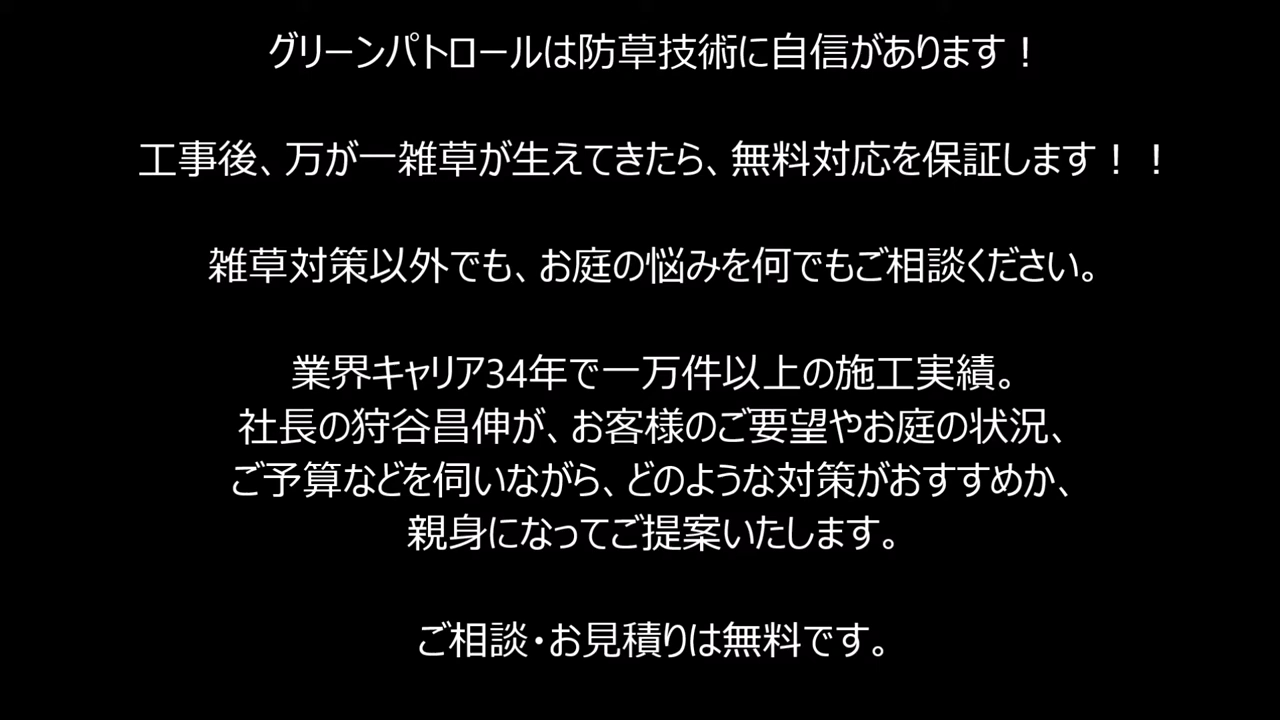 グリーンパトロールは防草技術に自信があります！
工事後、万が一雑草が生えてきたら、無料対応を保証します！！
雑草対策以外でも、お庭の悩みを何でもご相談ください。
業界キャリア34年で一万件以上の施工実績。
社長の狩谷昌伸が、お客様のご要望やお庭の状況、
ご予算などを伺いながら、どのような対策がおすすめか、
親身になってご提案いたします。
ご相談・お見積りは無料です。